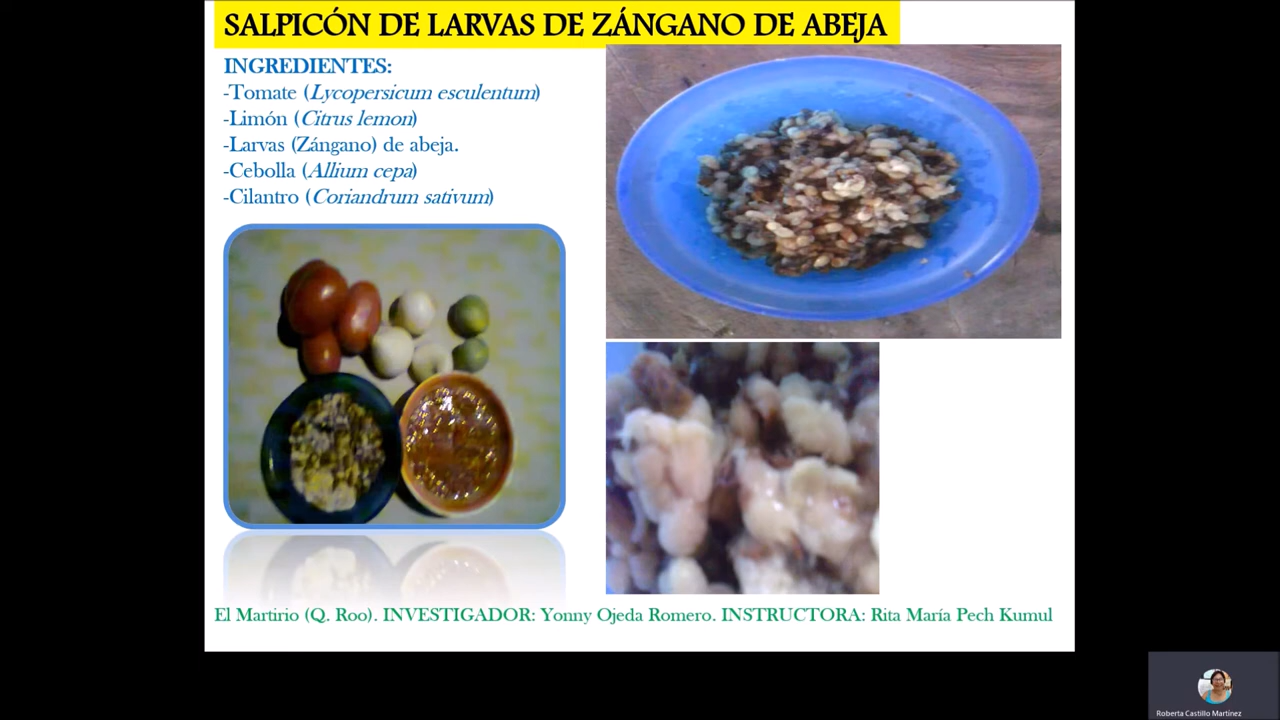 SALPICÓN DE LARVAS DE ZÁNGANO DE ABEJA
INGREDIENTES:
-Tomate (Lycopersicum esculentum)
-Limón (Citrus lemon)
-Larvas (Zángano) de abeja.
-Cebolla (Allium cepa)
-Cilantro (Coriandrum sativum)
El Martirio (Q. Roo). INVESTIGADOR: Yonny Ojeda Romero. INSTRUCTORA: Rita María Pech Kumul
Roberta Castillo Martínez